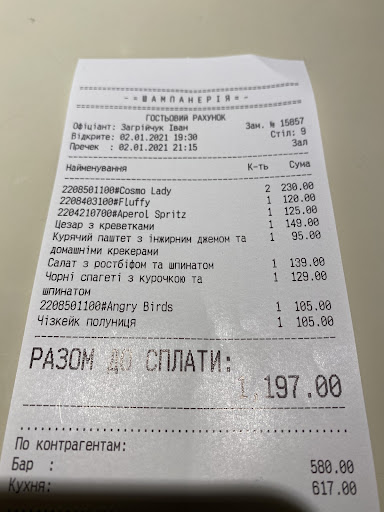 -=ШАМПАНЕРІЯ=-
ГОСТЬОВИЙ РАХУНОК
Офіціант: Загрійчук Іван Зам. № 15857
Відкрите: 02.01.2021 19:30 Стіл: 9
Пречек : 02.01.2021 21:15 Зал
Найменування К-ть Сума
2208501100#Cosmo Lady 2 230.00
2208403100#Fluffy 1 120.00
2204210700#Aperol Spritz 1 125.00
Цезар з креветками 1 149.00
Курячий паштет з інжирним джемом та 1 95.00
домашніми крекерами
Салат з ростбіфом та шпинатом 1 139.00
Чорні спагеті з курочкою та 1 129.00
шпинатом
2208501100#Angry Birds 1 105.00
Чізкейк полуниця 1 105.00
РАЗОМ ДО СПЛАТИ:
1,197.00
По контрагентам:
Бар : 580.00
Кухня: 617.00